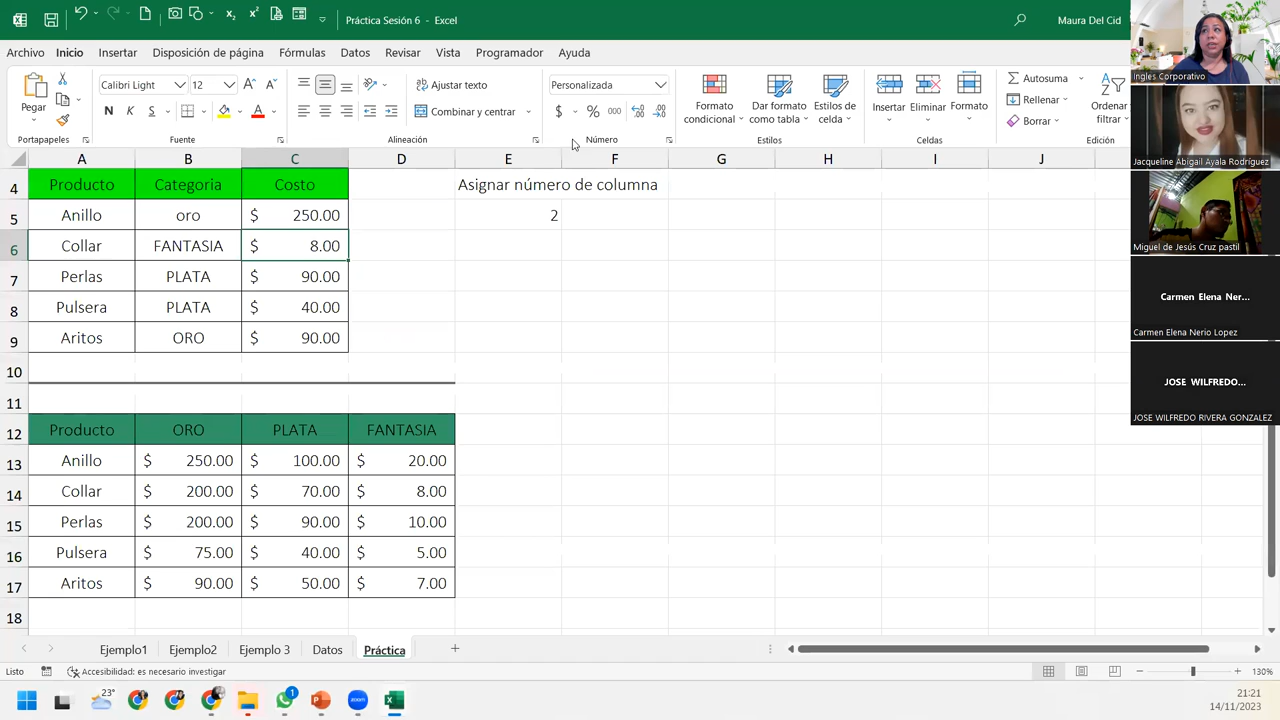 Práctica Sesión 6 - Excel
Maura Del Cid
Archivo Inicio Insertar Disposición de página Fórmulas Datos Revisar Vista Programador Ayuda
Pegar
Portapapeles
Calibri Light 12
N K S
Fuente
Ajustar texto
Combinar y centrar
Alineación
Personalizada
$ % 000
Número
Formato condicional
Dar formato como tabla
Estilos de celda
Estilos
Insertar Eliminar Formato
Celdas
Autosuma
Rellenar
Borrar
Ordenar
filtrar
Edición
A B C D E F G H I J
4 Producto Categoria Costo Asignar número de columna
5 Anillo oro $ 250.00 2
6 Collar FANTASIA $ 8.00
7 Perlas PLATA $ 90.00
8 Pulsera PLATA $ 40.00
9 Aritos ORO $ 90.00
10
11
12 Producto ORO PLATA FANTASIA
13 Anillo $ 250.00 $ 100.00 $ 20.00
14 Collar $ 200.00 $ 70.00 $ 8.00
15 Perlas $ 200.00 $ 90.00 $ 10.00
16 Pulsera $ 75.00 $ 40.00 $ 5.00
17 Aritos $ 90.00 $ 50.00 $ 7.00
18
Ejemplo1 Ejemplo2 Ejemplo 3 Datos Práctica
Listo Accesibilidad: es necesario investigar 130%
23° 1 zoom
21:21
14/11/2023
Ingles Corporativo
Jacqueline Abigail Ayala Rodríguez
Miguel de Jesús Cruz pastil
Carmen Elena Ner...
Carmen Elena Nerio Lopez
JOSE WILFREDO...
JOSE WILFREDO RIVERA GONZALEZ